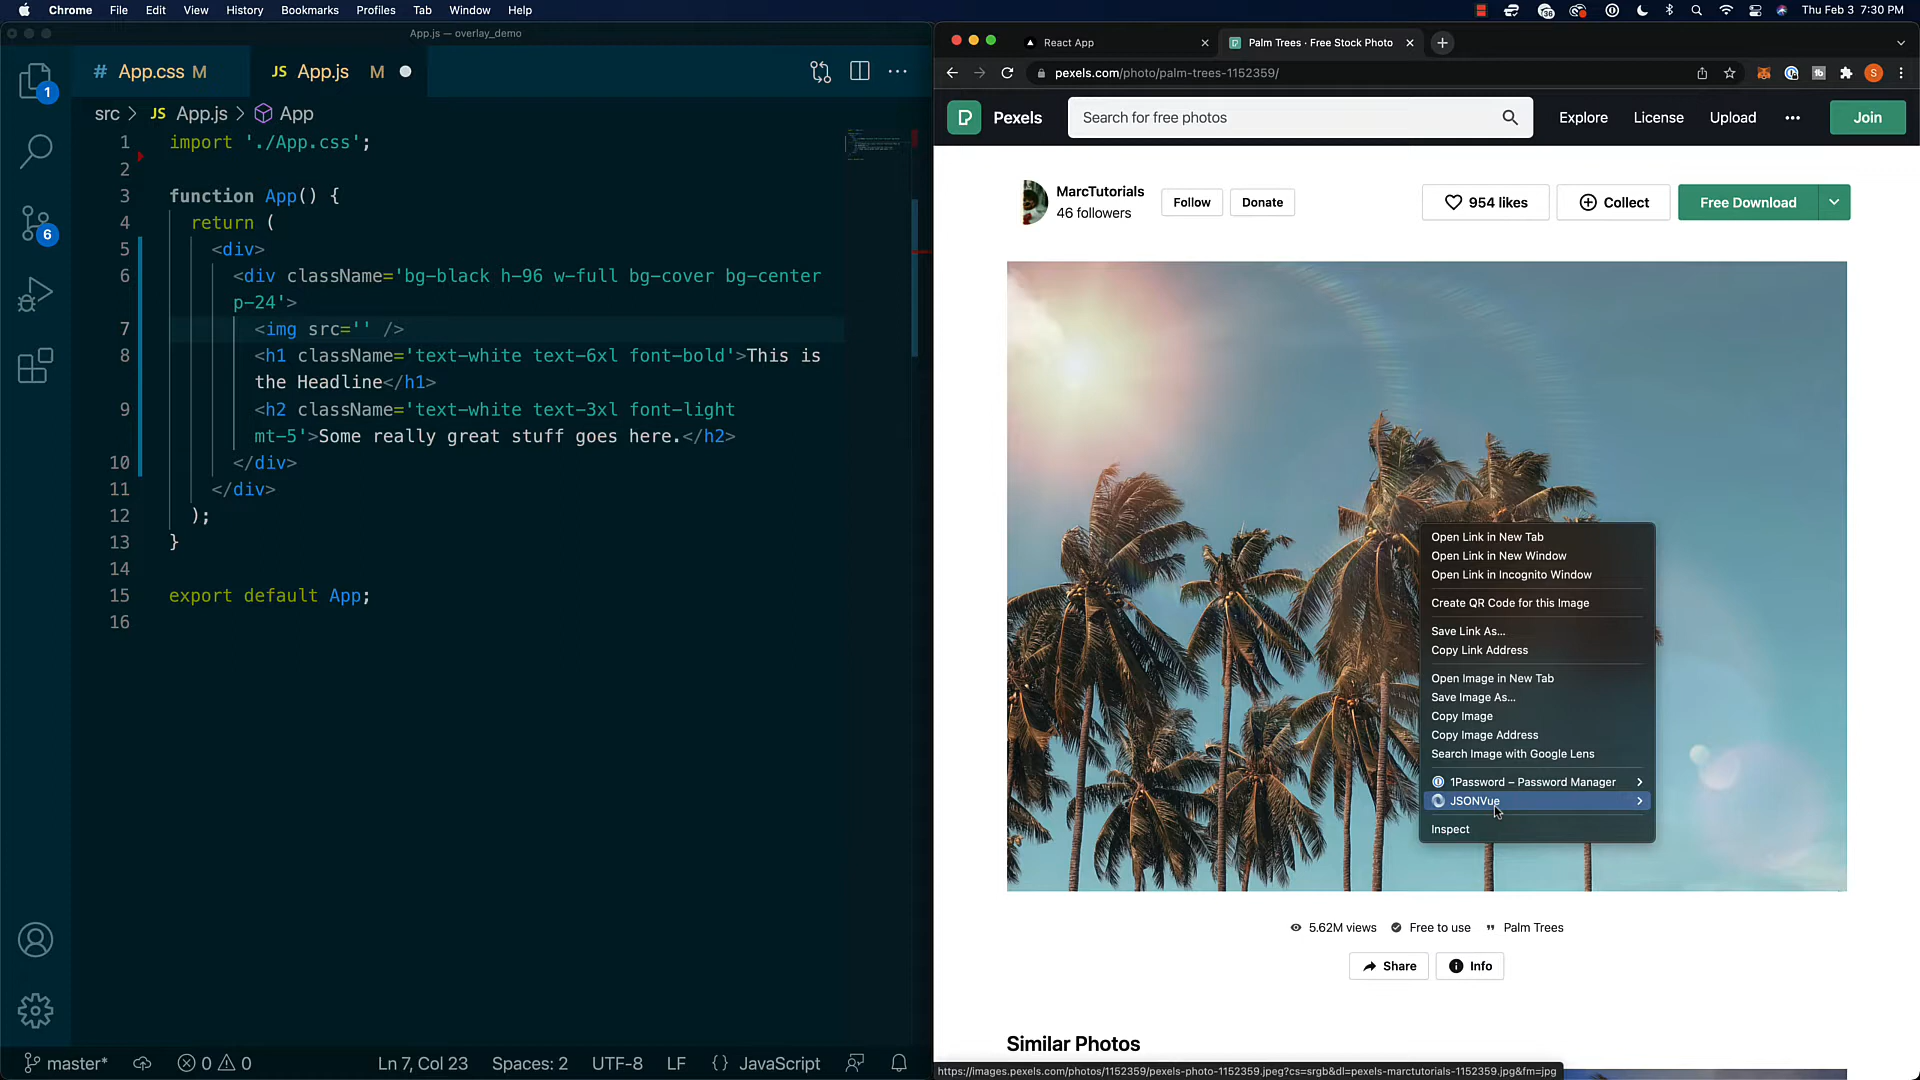 Chrome File Edit View History Bookmarks Profiles Tab Window Help
36
Thu Feb 3 7:30 PM
App.js — overlay_demo
# App.css M JS App.js M
React App
Palm Trees · Free Stock Photo
pexels.com/photo/palm-trees-1152359/
S
1
6
src JS App.js App
1 import './App.css';
2
3 function App() {
4 return (
5 <div>
6 <div className='bg-black h-96 w-full bg-cover bg-center
p-24'>
7 <img src='' />
8 <h1 className='text-white text-6xl font-bold'>This is
the Headline</h1>
9 <h2 className='text-white text-3xl font-light
mt-5'>Some really great stuff goes here.</h2>
10 </div>
11 </div>
12 );
13 }
14
15 export default App;
16
master* 0 0 Ln 7, Col 23 Spaces: 2 UTF-8 LF {} JavaScript
Pexels
Search for free photos
Explore License Upload Join
MarcTutorials
46 followers
Follow Donate
954 likes Collect Free Download
Open Link in New Tab
Open Link in New Window
Open Link in Incognito Window
Create QR Code for this Image
Save Link As...
Copy Link Address
Open Image in New Tab
Save Image As...
Copy Image
Copy Image Address
Search Image with Google Lens
1Password – Password Manager
JSONVue
Inspect
5.62M views Free to use Palm Trees
Share Info
Similar Photos
https://images.pexels.com/photos/1152359/pexels-photo-1152359.jpeg?cs=srgb&dl=pexels-marctutorials-1152359.jpg&fm=jpg